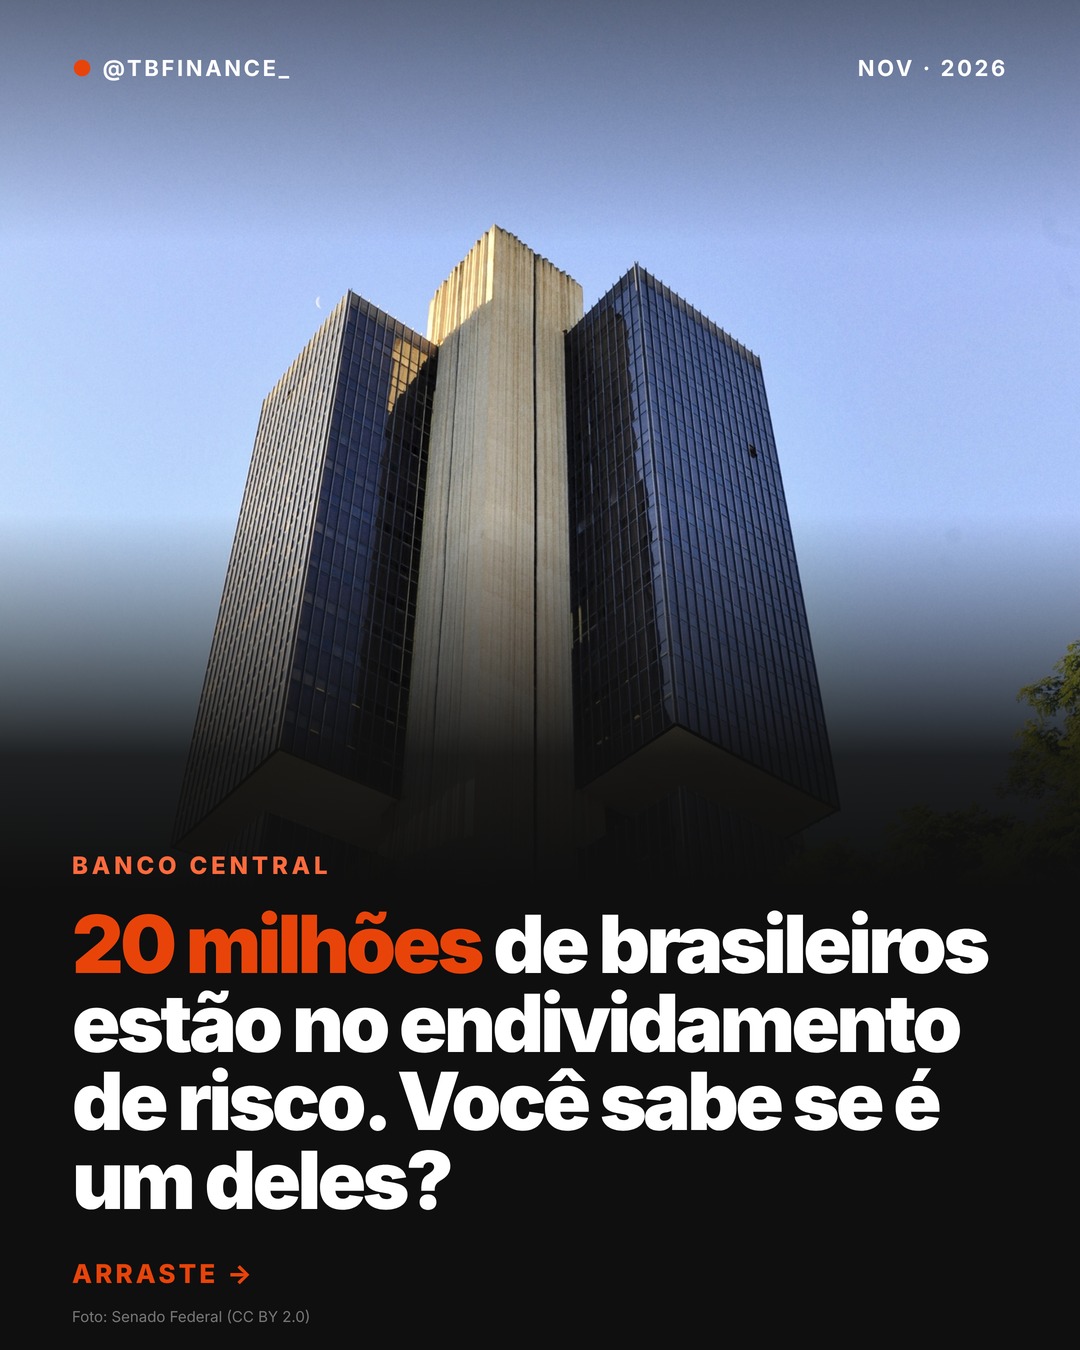 @TBFINANCE_
NOV · 2026
BANCO CENTRAL
20 milhões de brasileiros
estão no endividamento
de risco. Você sabe se é
um deles?
ARRASTE →
Foto: Senado Federal (CC BY 2.0)